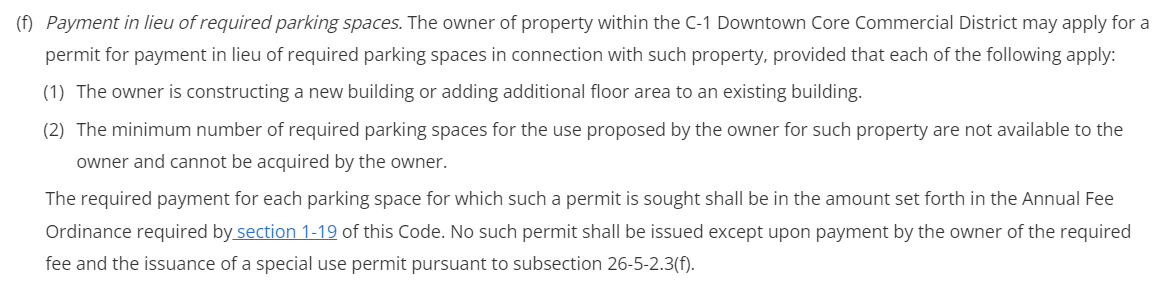 (f) Payment in lieu of required parking spaces. The owner of property within the C-1 Downtown Core Commercial District may apply for a
permit for payment in lieu of required parking spaces in connection with such property, provided that each of the following apply:
(1) The owner is constructing a new building or adding additional floor area to an existing building.
(2) The minimum number of required parking spaces for the use proposed by the owner for such property are not available to the
owner and cannot be acquired by the owner.
The required payment for each parking space for which such a permit is sought shall be in the amount set forth in the Annual Fee
Ordinance required by section 1-19 of this Code. No such permit shall be issued except upon payment by the owner of the required
fee and the issuance of a special use permit pursuant to subsection 26-5-2.3(f).